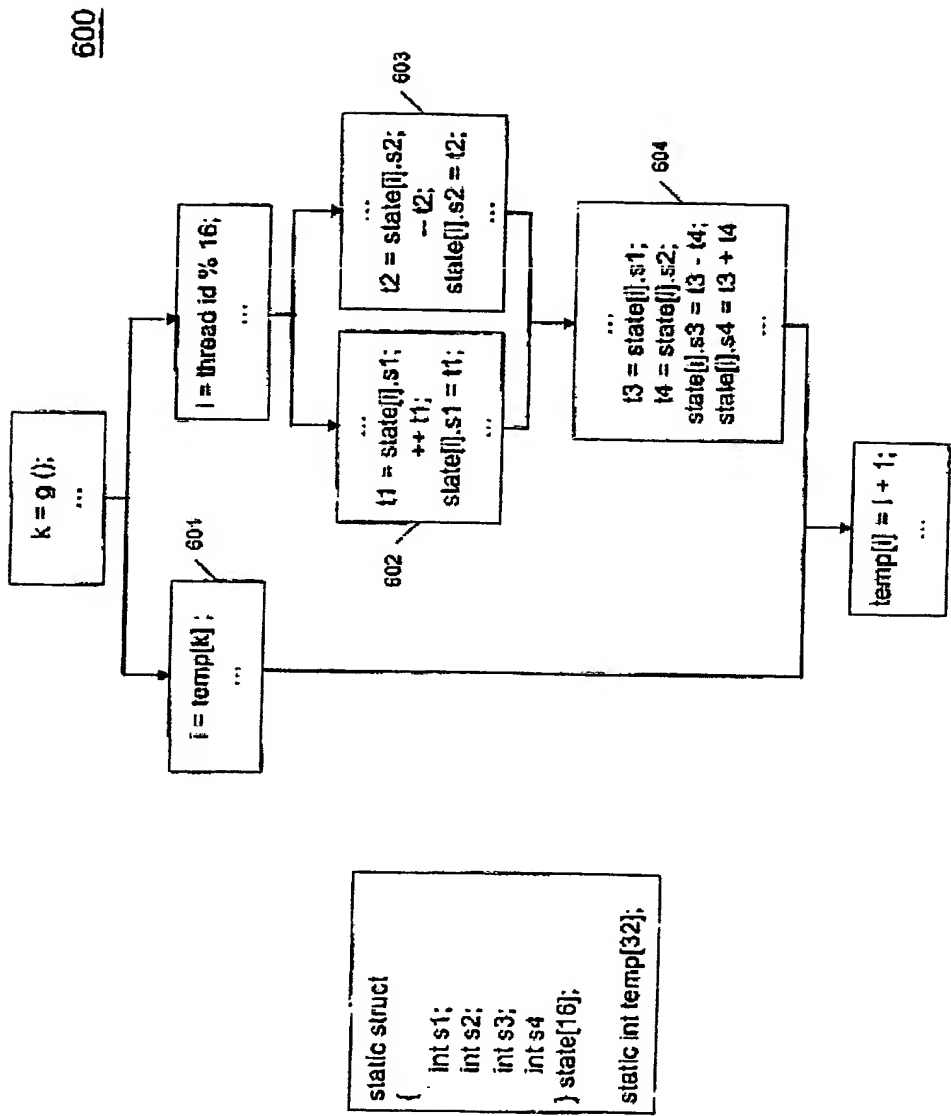 600
k = g ();
...
601
i = temp[k] ;
...
i = thread id % 16;
...
602
...
t1 = state[i].s1;
++ t1;
state[i].s1 = t1;
...
603
...
t2 = state[i].s2;
-- t2;
state[i].s2 = t2;
...
604
...
t3 = state[i].s1;
t4 = state[i].s2;
state[i].s3 = t3 - t4;
state[i].s4 = t3 + t4
...
temp[i] = i + 1;
...
static struct
{
int s1;
int s2;
int s3;
int s4
} state[16];
static int temp[32];